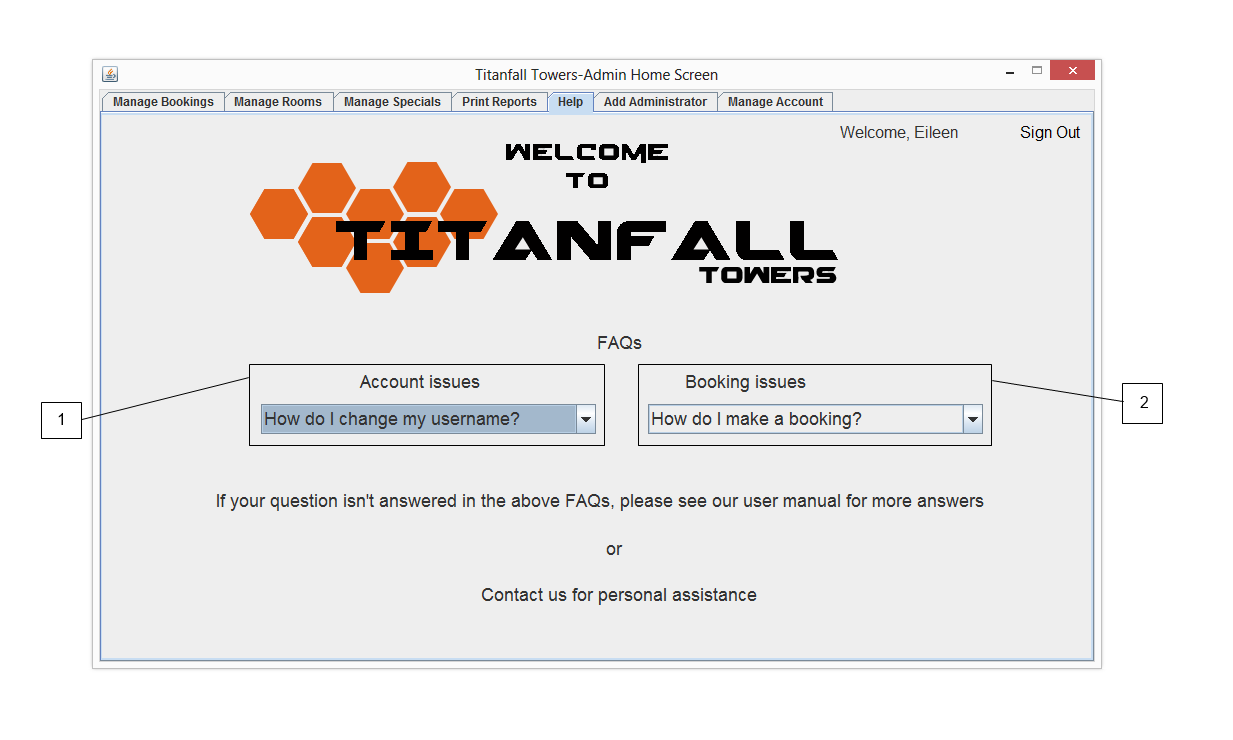 Titanfall Towers-Admin Home Screen
Manage Bookings Manage Rooms Manage Specials Print Reports Help Add Administrator Manage Account
Welcome, Eileen Sign Out
WELCOME
TO
TITANFALL
TOWERS
FAQs
1
Account issues
How do I change my username?
Booking issues
How do I make a booking?
2
If your question isn't answered in the above FAQs, please see our user manual for more answers
or
Contact us for personal assistance